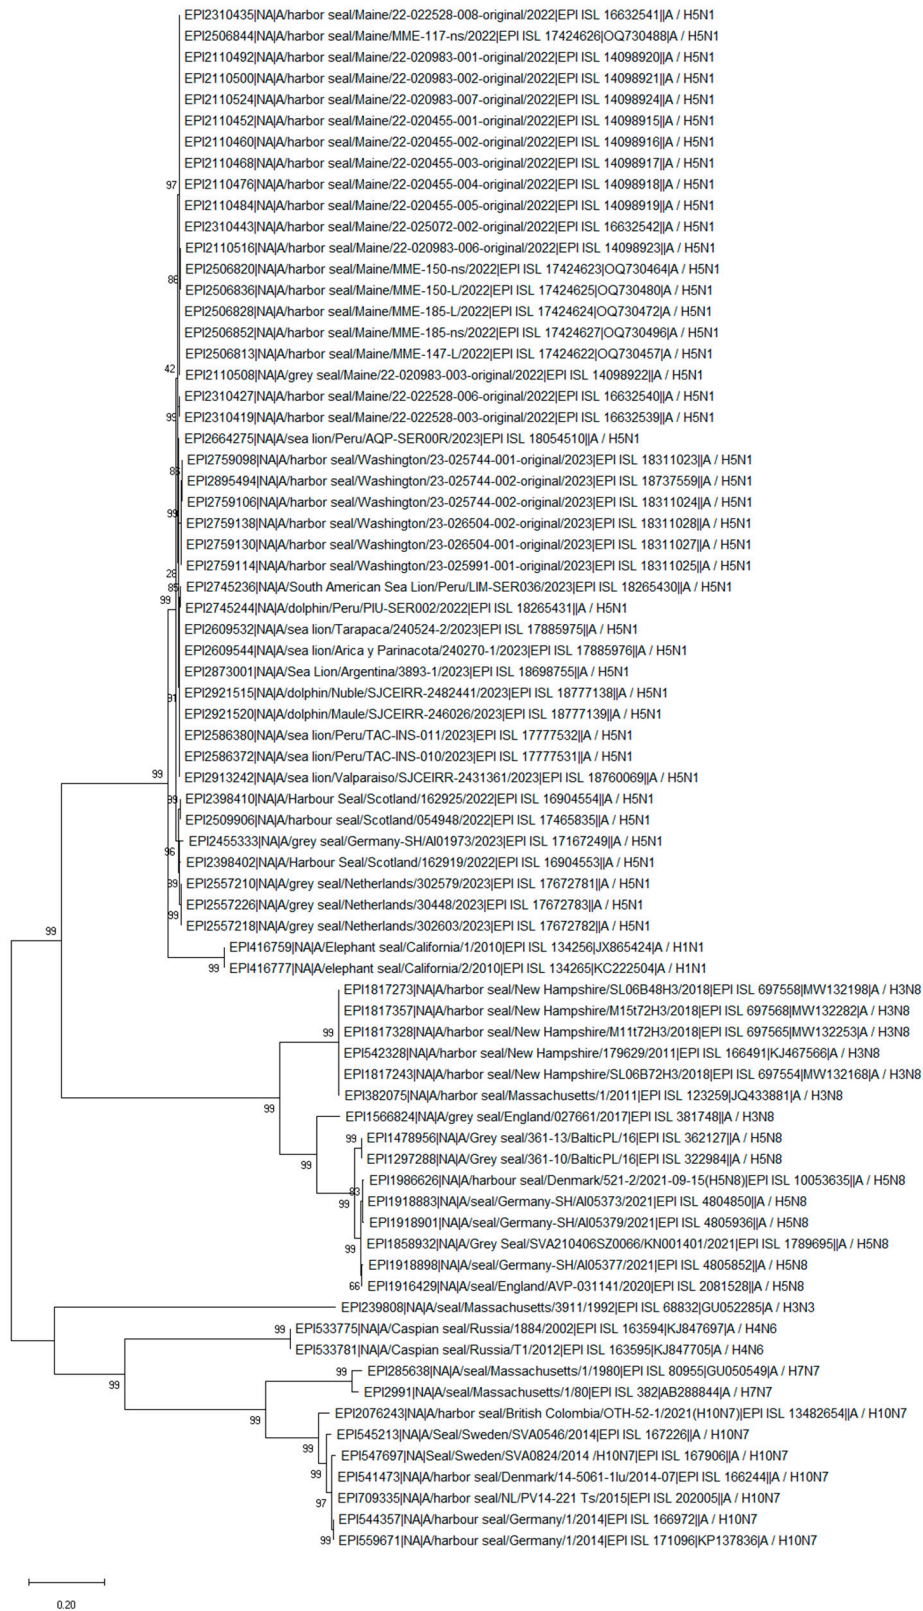 EPI2310435|NA|A/harbor seal/Maine/22-022528-008-original/2022|EPI ISL 16632541||A / H5N1
EPI2506844|NA|A/harbor seal/Maine/MME-117-ns/2022|EPI ISL 17424626|OQ730488|A / H5N1
EPI2110492|NA|A/harbor seal/Maine/22-020983-001-original/2022|EPI ISL 14098920||A / H5N1
EPI2110500|NA|A/harbor seal/Maine/22-020983-002-original/2022|EPI ISL 14098921||A / H5N1
EPI2110524|NA|A/harbor seal/Maine/22-020983-007-original/2022|EPI ISL 14098924||A / H5N1
EPI2110452|NA|A/harbor seal/Maine/22-020455-001-original/2022|EPI ISL 14098915||A / H5N1
EPI2110460|NA|A/harbor seal/Maine/22-020455-002-original/2022|EPI ISL 14098916||A / H5N1
EPI2110468|NA|A/harbor seal/Maine/22-020455-003-original/2022|EPI ISL 14098917||A / H5N1
97 EPI2110476|NA|A/harbor seal/Maine/22-020455-004-original/2022|EPI ISL 14098918||A / H5N1
EPI2110484|NA|A/harbor seal/Maine/22-020455-005-original/2022|EPI ISL 14098919||A / H5N1
EPI2310443|NA|A/harbor seal/Maine/22-025072-002-original/2022|EPI ISL 16632542||A / H5N1
EPI2110516|NA|A/harbor seal/Maine/22-020983-006-original/2022|EPI ISL 14098923||A / H5N1
EPI2506820|NA|A/harbor seal/Maine/MME-150-ns/2022|EPI ISL 17424623|OQ730464|A / H5N1
EPI2506836|NA|A/harbor seal/Maine/MME-150-L/2022|EPI ISL 17424625|OQ730480|A / H5N1
EPI2506828|NA|A/harbor seal/Maine/MME-185-L/2022|EPI ISL 17424624|OQ730472|A / H5N1
EPI2506852|NA|A/harbor seal/Maine/MME-185-ns/2022|EPI ISL 17424627|OQ730496|A / H5N1
EPI2506813|NA|A/harbor seal/Maine/MME-147-L/2022|EPI ISL 17424622|OQ730457|A / H5N1
42 EPI2110508|NA|A/grey seal/Maine/22-020983-003-original/2022|EPI ISL 14098922||A / H5N1
EPI2310427|NA|A/harbor seal/Maine/22-022528-006-original/2022|EPI ISL 16632540||A / H5N1
99 EPI2310419|NA|A/harbor seal/Maine/22-022528-003-original/2022|EPI ISL 16632539||A / H5N1
EPI2664275|NA|A/sea lion/Peru/AQP-SER00R/2023|EPI ISL 18054510||A / H5N1
EPI2759098|NA|A/harbor seal/Washington/23-025744-001-original/2023|EPI ISL 18311023||A / H5N1
EPI2895494|NA|A/harbor seal/Washington/23-025744-002-original/2023|EPI ISL 18737559||A / H5N1
EPI2759106|NA|A/harbor seal/Washington/23-025744-002-original/2023|EPI ISL 18311024||A / H5N1
99 EPI2759138|NA|A/harbor seal/Washington/23-026504-002-original/2023|EPI ISL 18311028||A / H5N1
EPI2759130|NA|A/harbor seal/Washington/23-026504-001-original/2023|EPI ISL 18311027||A / H5N1
28 EPI2759114|NA|A/harbor seal/Washington/23-025991-001-original/2023|EPI ISL 18311025||A / H5N1
85 EPI2745236|NA|A/South American Sea Lion/Peru/LIM-SER036/2023|EPI ISL 18265430||A / H5N1
99 EPI2745244|NA|A/dolphin/Peru/PIU-SER002/2022|EPI ISL 18265431||A / H5N1
EPI2609532|NA|A/sea lion/Tarapaca/240524-2/2023|EPI ISL 17885975||A / H5N1
EPI2609544|NA|A/sea lion/Arica y Parinacota/240270-1/2023|EPI ISL 17885976||A / H5N1
EPI2873001|NA|A/Sea Lion/Argentina/3893-1/2023|EPI ISL 18698755||A / H5N1
EPI2921515|NA|A/dolphin/Nuble/SJCEIRR-2482441/2023|EPI ISL 18777138||A / H5N1
EPI2921520|NA|A/dolphin/Maule/SJCEIRR-246026/2023|EPI ISL 18777139||A / H5N1
EPI2586380|NA|A/sea lion/Peru/TAC-INS-011/2023|EPI ISL 17777532||A / H5N1
EPI2586372|NA|A/sea lion/Peru/TAC-INS-010/2023|EPI ISL 17777531||A / H5N1
99 EPI2913242|NA|A/sea lion/Valparaiso/SJCEIRR-2431361/2023|EPI ISL 18760069||A / H5N1
99 EPI2398410|NA|A/Harbour Seal/Scotland/162925/2022|EPI ISL 16904554||A / H5N1
EPI2509906|NA|A/harbour seal/Scotland/054948/2022|EPI ISL 17465835||A / H5N1
EPI2455333|NA|A/grey seal/Germany-SH/AI01973/2023|EPI ISL 17167249||A / H5N1
96 EPI2398402|NA|A/Harbour Seal/Scotland/162919/2022|EPI ISL 16904553||A / H5N1
EPI2557210|NA|A/grey seal/Netherlands/302579/2023|EPI ISL 17672781||A / H5N1
EPI2557226|NA|A/grey seal/Netherlands/30448/2023|EPI ISL 17672783||A / H5N1
99 EPI2557218|NA|A/grey seal/Netherlands/302603/2023|EPI ISL 17672782||A / H5N1
99
EPI416759|NA|A/Elephant seal/California/1/2010|EPI ISL 134256|JX865424|A / H1N1
99 EPI416777|NA|A/elephant seal/California/2/2010|EPI ISL 134265|KC222504|A / H1N1
EPI1817273|NA|A/harbor seal/New Hampshire/SL06B48H3/2018|EPI ISL 697558|MW132198|A / H3N8
EPI1817357|NA|A/harbor seal/New Hampshire/M15t72H3/2018|EPI ISL 697568|MW132282|A / H3N8
99 EPI1817328|NA|A/harbor seal/New Hampshire/M11t72H3/2018|EPI ISL 697565|MW132253|A / H3N8
EPI542328|NA|A/harbor seal/New Hampshire/179629/2011|EPI ISL 166491|KJ467566|A / H3N8
EPI1817243|NA|A/harbor seal/New Hampshire/SL06B72H3/2018|EPI ISL 697554|MW132168|A / H3N8
EPI382075|NA|A/harbor seal/Massachusetts/1/2011|EPI ISL 123259|JQ433881|A / H3N8
99
EPI1566824|NA|A/grey seal/England/027661/2017|EPI ISL 381748||A / H3N8
99 EPI1478956|NA|A/Grey seal/361-13/BalticPL/16|EPI ISL 362127||A / H5N8
99 EPI1297288|NA|A/Grey seal/361-10/BalticPL/16|EPI ISL 322984||A / H5N8
EPI1986626|NA|A/harbour seal/Denmark/521-2/2021-09-15(H5N8)|EPI ISL 10053635||A / H5N8
99 EPI1918883|NA|A/seal/Germany-SH/AI05373/2021|EPI ISL 4804850||A / H5N8
EPI1918901|NA|A/seal/Germany-SH/AI05379/2021|EPI ISL 4805936||A / H5N8
99 EPI1858932|NA|A/Grey Seal/SVA210406SZ0066/KN001401/2021|EPI ISL 1789695||A / H5N8
EPI1918898|NA|A/seal/Germany-SH/AI05377/2021|EPI ISL 4805852||A / H5N8
66 EPI1916429|NA|A/seal/England/AVP-031141/2020|EPI ISL 2081528||A / H5N8
EPI239808|NA|A/seal/Massachusetts/3911/1992|EPI ISL 68832|GU052285|A / H3N3
99 EPI533775|NA|A/Caspian seal/Russia/1884/2002|EPI ISL 163594|KJ847697|A / H4N6
EPI533781|NA|A/Caspian seal/Russia/T1/2012|EPI ISL 163595|KJ847705|A / H4N6
99 99 EPI285638|NA|A/seal/Massachusetts/1/1980|EPI ISL 80955|GU050549|A / H7N7
EPI2991|NA|A/seal/Massachusetts/1/80|EPI ISL 382|AB288844|A / H7N7
99 EPI2076243|NA|A/harbor seal/British Colombia/OTH-52-1/2021(H10N7)|EPI ISL 13482654||A / H10N7
EPI545213|NA|A/Seal/Sweden/SVA0546/2014|EPI ISL 167226||A / H10N7
99 EPI547697|NA|Seal/Sweden/SVA0824/2014 /H10N7|EPI ISL 167906||A / H10N7
99 EPI541473|NA|A/harbor seal/Denmark/14-5061-1lu/2014-07|EPI ISL 166244||A / H10N7
97 EPI709335|NA|A/harbor seal/NL/PV14-221 Ts/2015|EPI ISL 202005||A / H10N7
EPI544357|NA|A/harbour seal/Germany/1/2014|EPI ISL 166972||A / H10N7
99 EPI559671|NA|A/harbour seal/Germany/1/2014|EPI ISL 171096|KP137836|A / H10N7
0.20